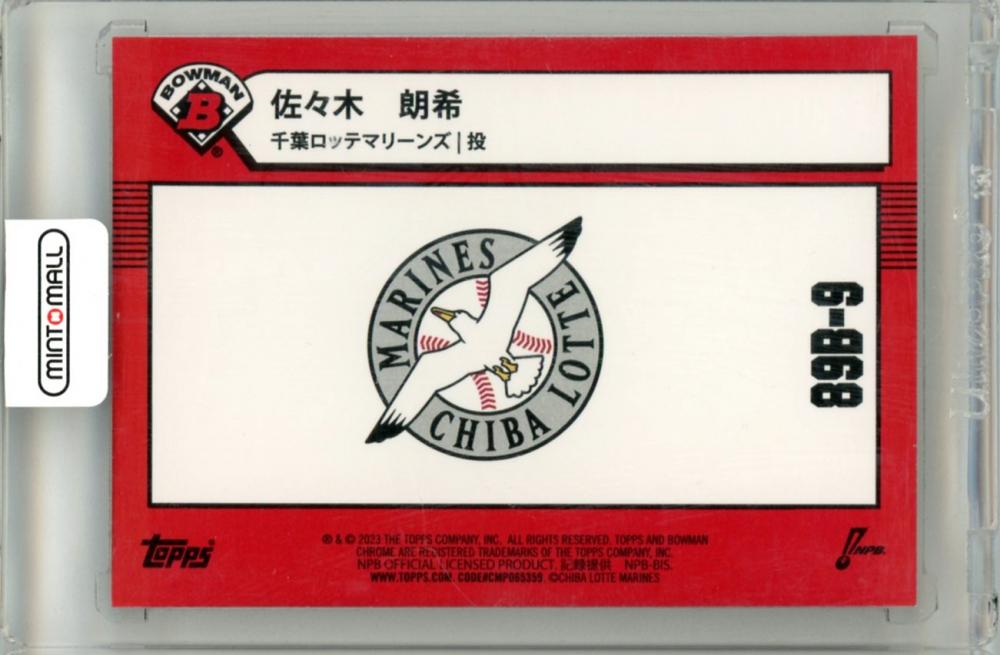 BOWMAN
B
®
佐々木 朗希
千葉ロッテマリーンズ | 投
MINTOMALL
MARINES
CHIBA LOTTE
89B-9
topps
® & © 2023 THE TOPPS COMPANY, INC. ALL RIGHTS RESERVED. TOPPS AND BOWMAN
CHROME ARE REGISTERED TRADEMARKS OF THE TOPPS COMPANY, INC.
NPB OFFICIAL LICENSED PRODUCT. 記録提供 NPB-BIS.
WWW.TOPPS.COM. CODE#CMP065359. ©CHIBA LOTTE MARINES
NPB.